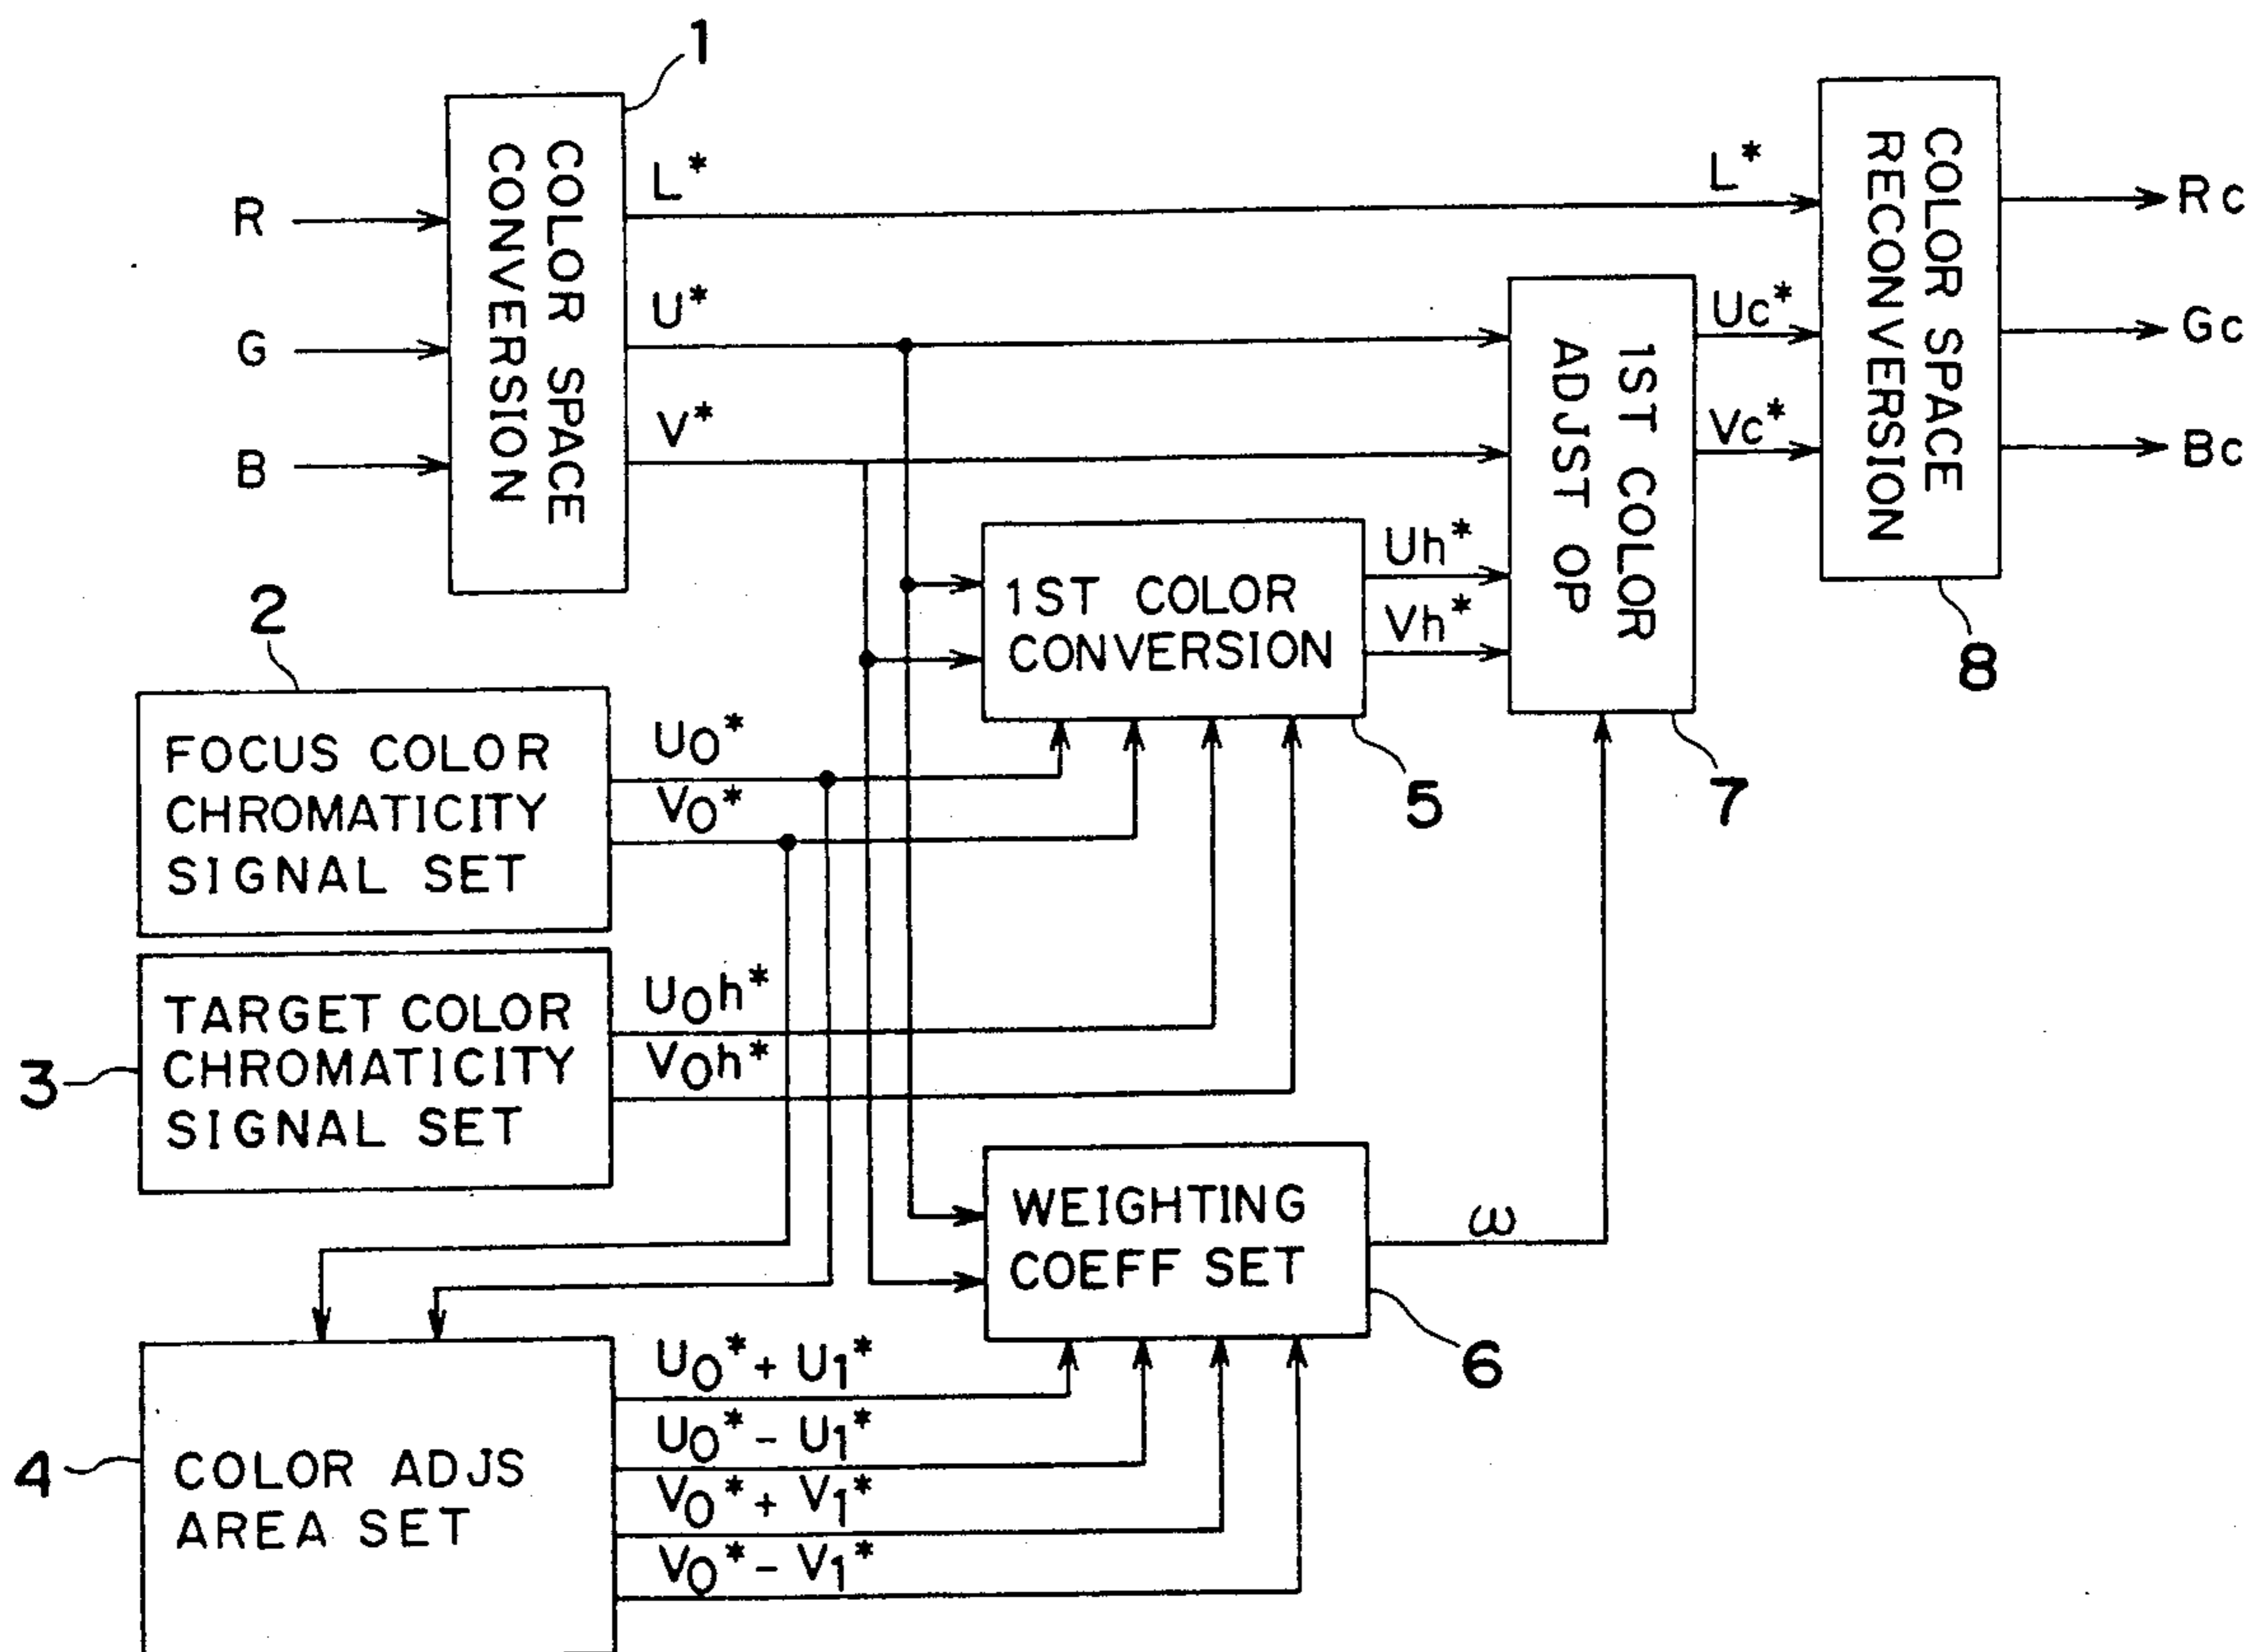 1
COLOR SPACE
CONVERSION
R
G
B
L*
U*
V*
L*
COLOR SPACE
RECONVERSION
Rc
Gc
Bc
8
1ST COLOR
ADJST OP
Uc*
Vc*
7
1ST COLOR
CONVERSION
Uh*
Vh*
5
2
FOCUS COLOR
CHROMATICITY
SIGNAL SET
U0*
V0*
3
TARGET COLOR
CHROMATICITY
SIGNAL SET
U0h*
V0h*
WEIGHTING
COEFF SET
ω
6
4
COLOR ADJS
AREA SET
U0* + U1*
U0* - U1*
V0* + V1*
V0* - V1*